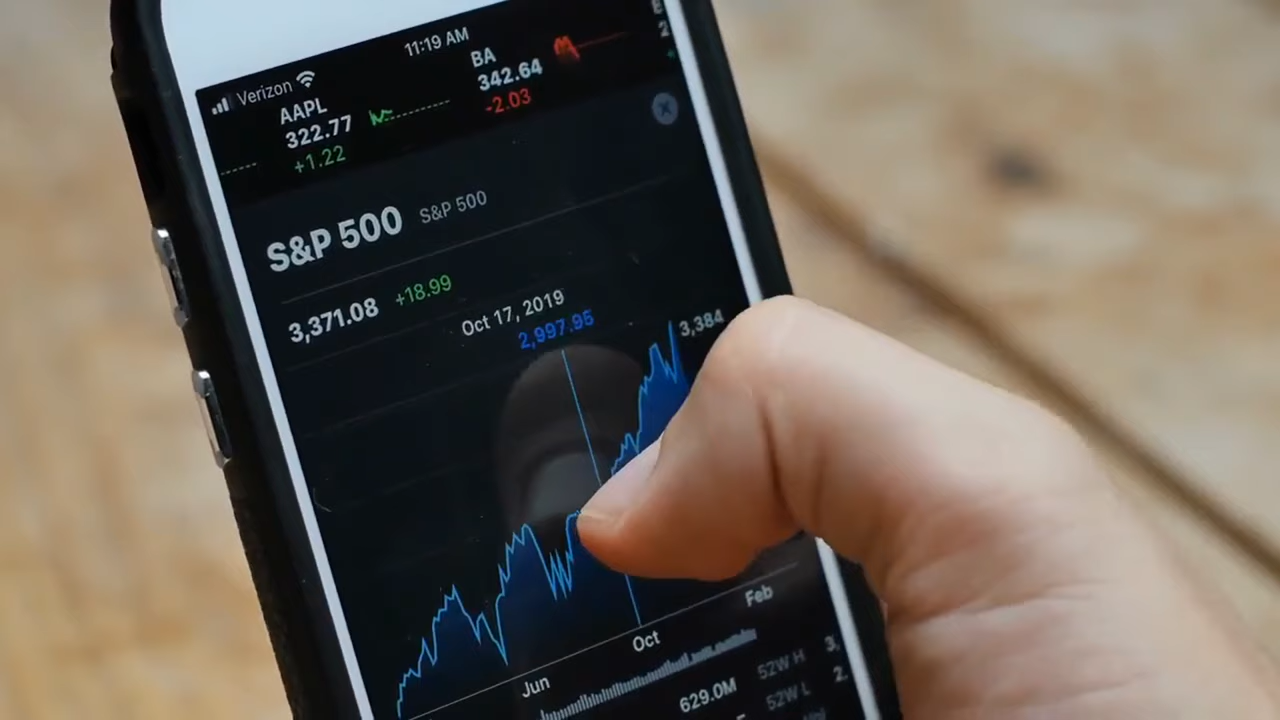 11:19 AM
Verizon
AAPL
322.77
+1.22
BA
342.64
-2.03
S&P 500 S&P 500
3,371.08 +18.99
Oct 17, 2019
2,997.95
3,384
Jun Oct Feb
629.0M
52W H
52W L